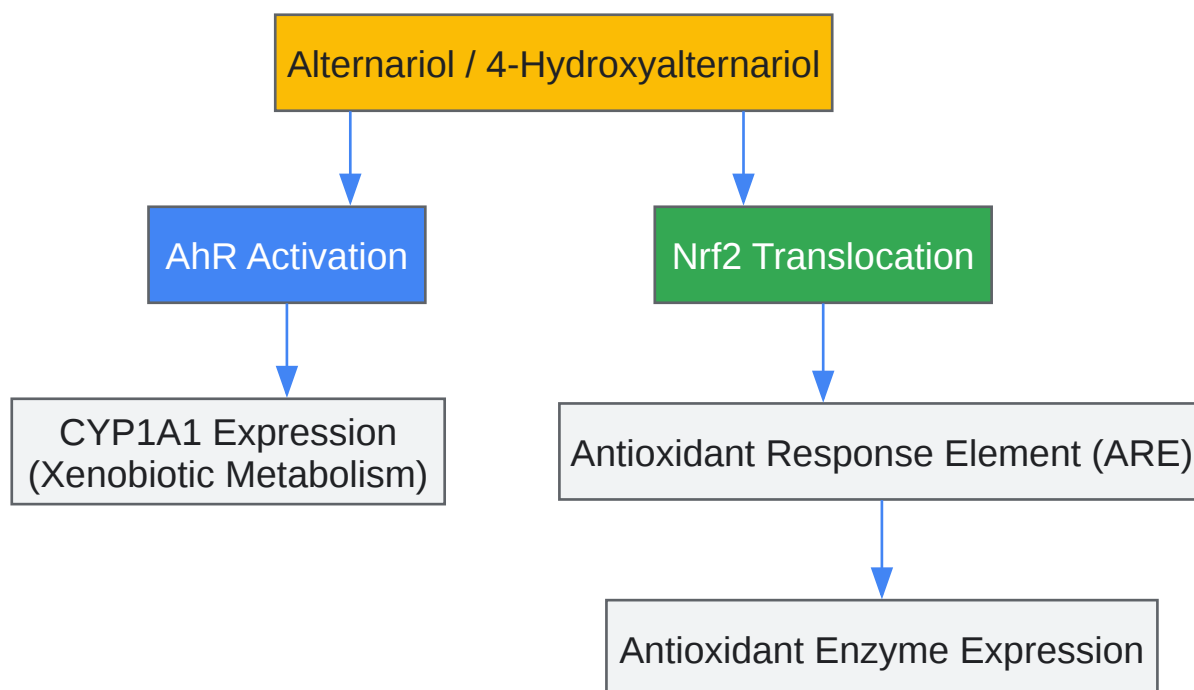 Alternariol / 4-Hydroxyalternariol
AhR Activation
Nrf2 Translocation
CYP1A1 Expression
(Xenobiotic Metabolism)
Antioxidant Response Element (ARE)
Antioxidant Enzyme Expression